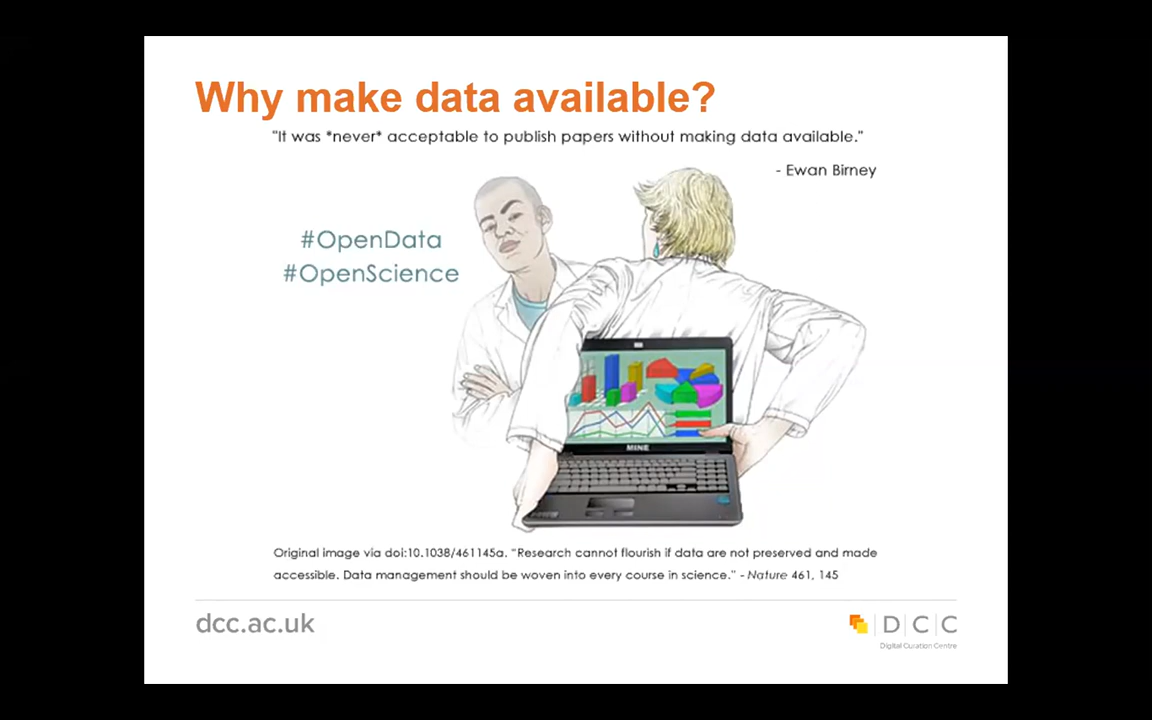 Why make data available?
"It was *never* acceptable to publish papers without making data available."
- Ewan Birney
#OpenData
#OpenScience
MINE
Original image via doi:10.1038/461145a. "Research cannot flourish if data are not preserved and made
accessible. Data management should be woven into every course in science." - Nature 461, 145
dcc.ac.uk
D|C|C
Digital Curation Centre